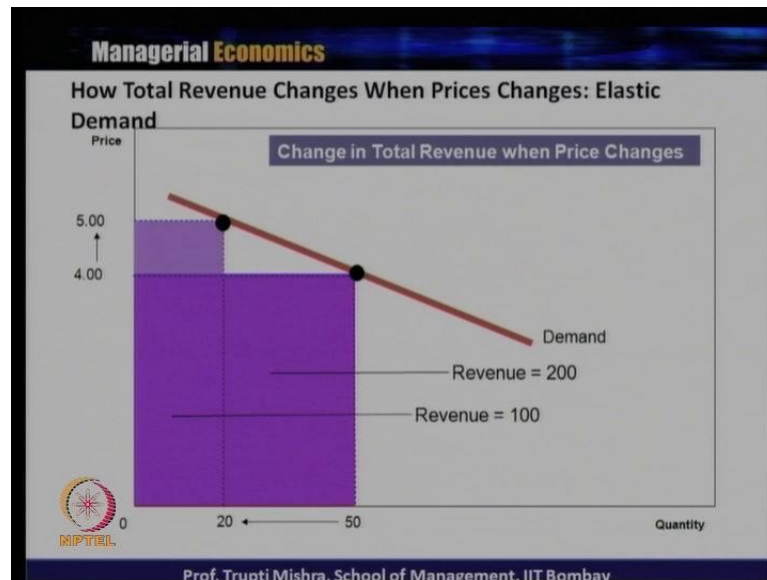 Managerial Economics
How Total Revenue Changes When Prices Changes: Elastic
Demand
Price
Change in Total Revenue when Price Changes
5.00
4.00
Demand
Revenue = 200
Revenue = 100
0
20
50
Quantity
NPTEL
Prof. Trupti Mishra, School of Management, IIT Bombay